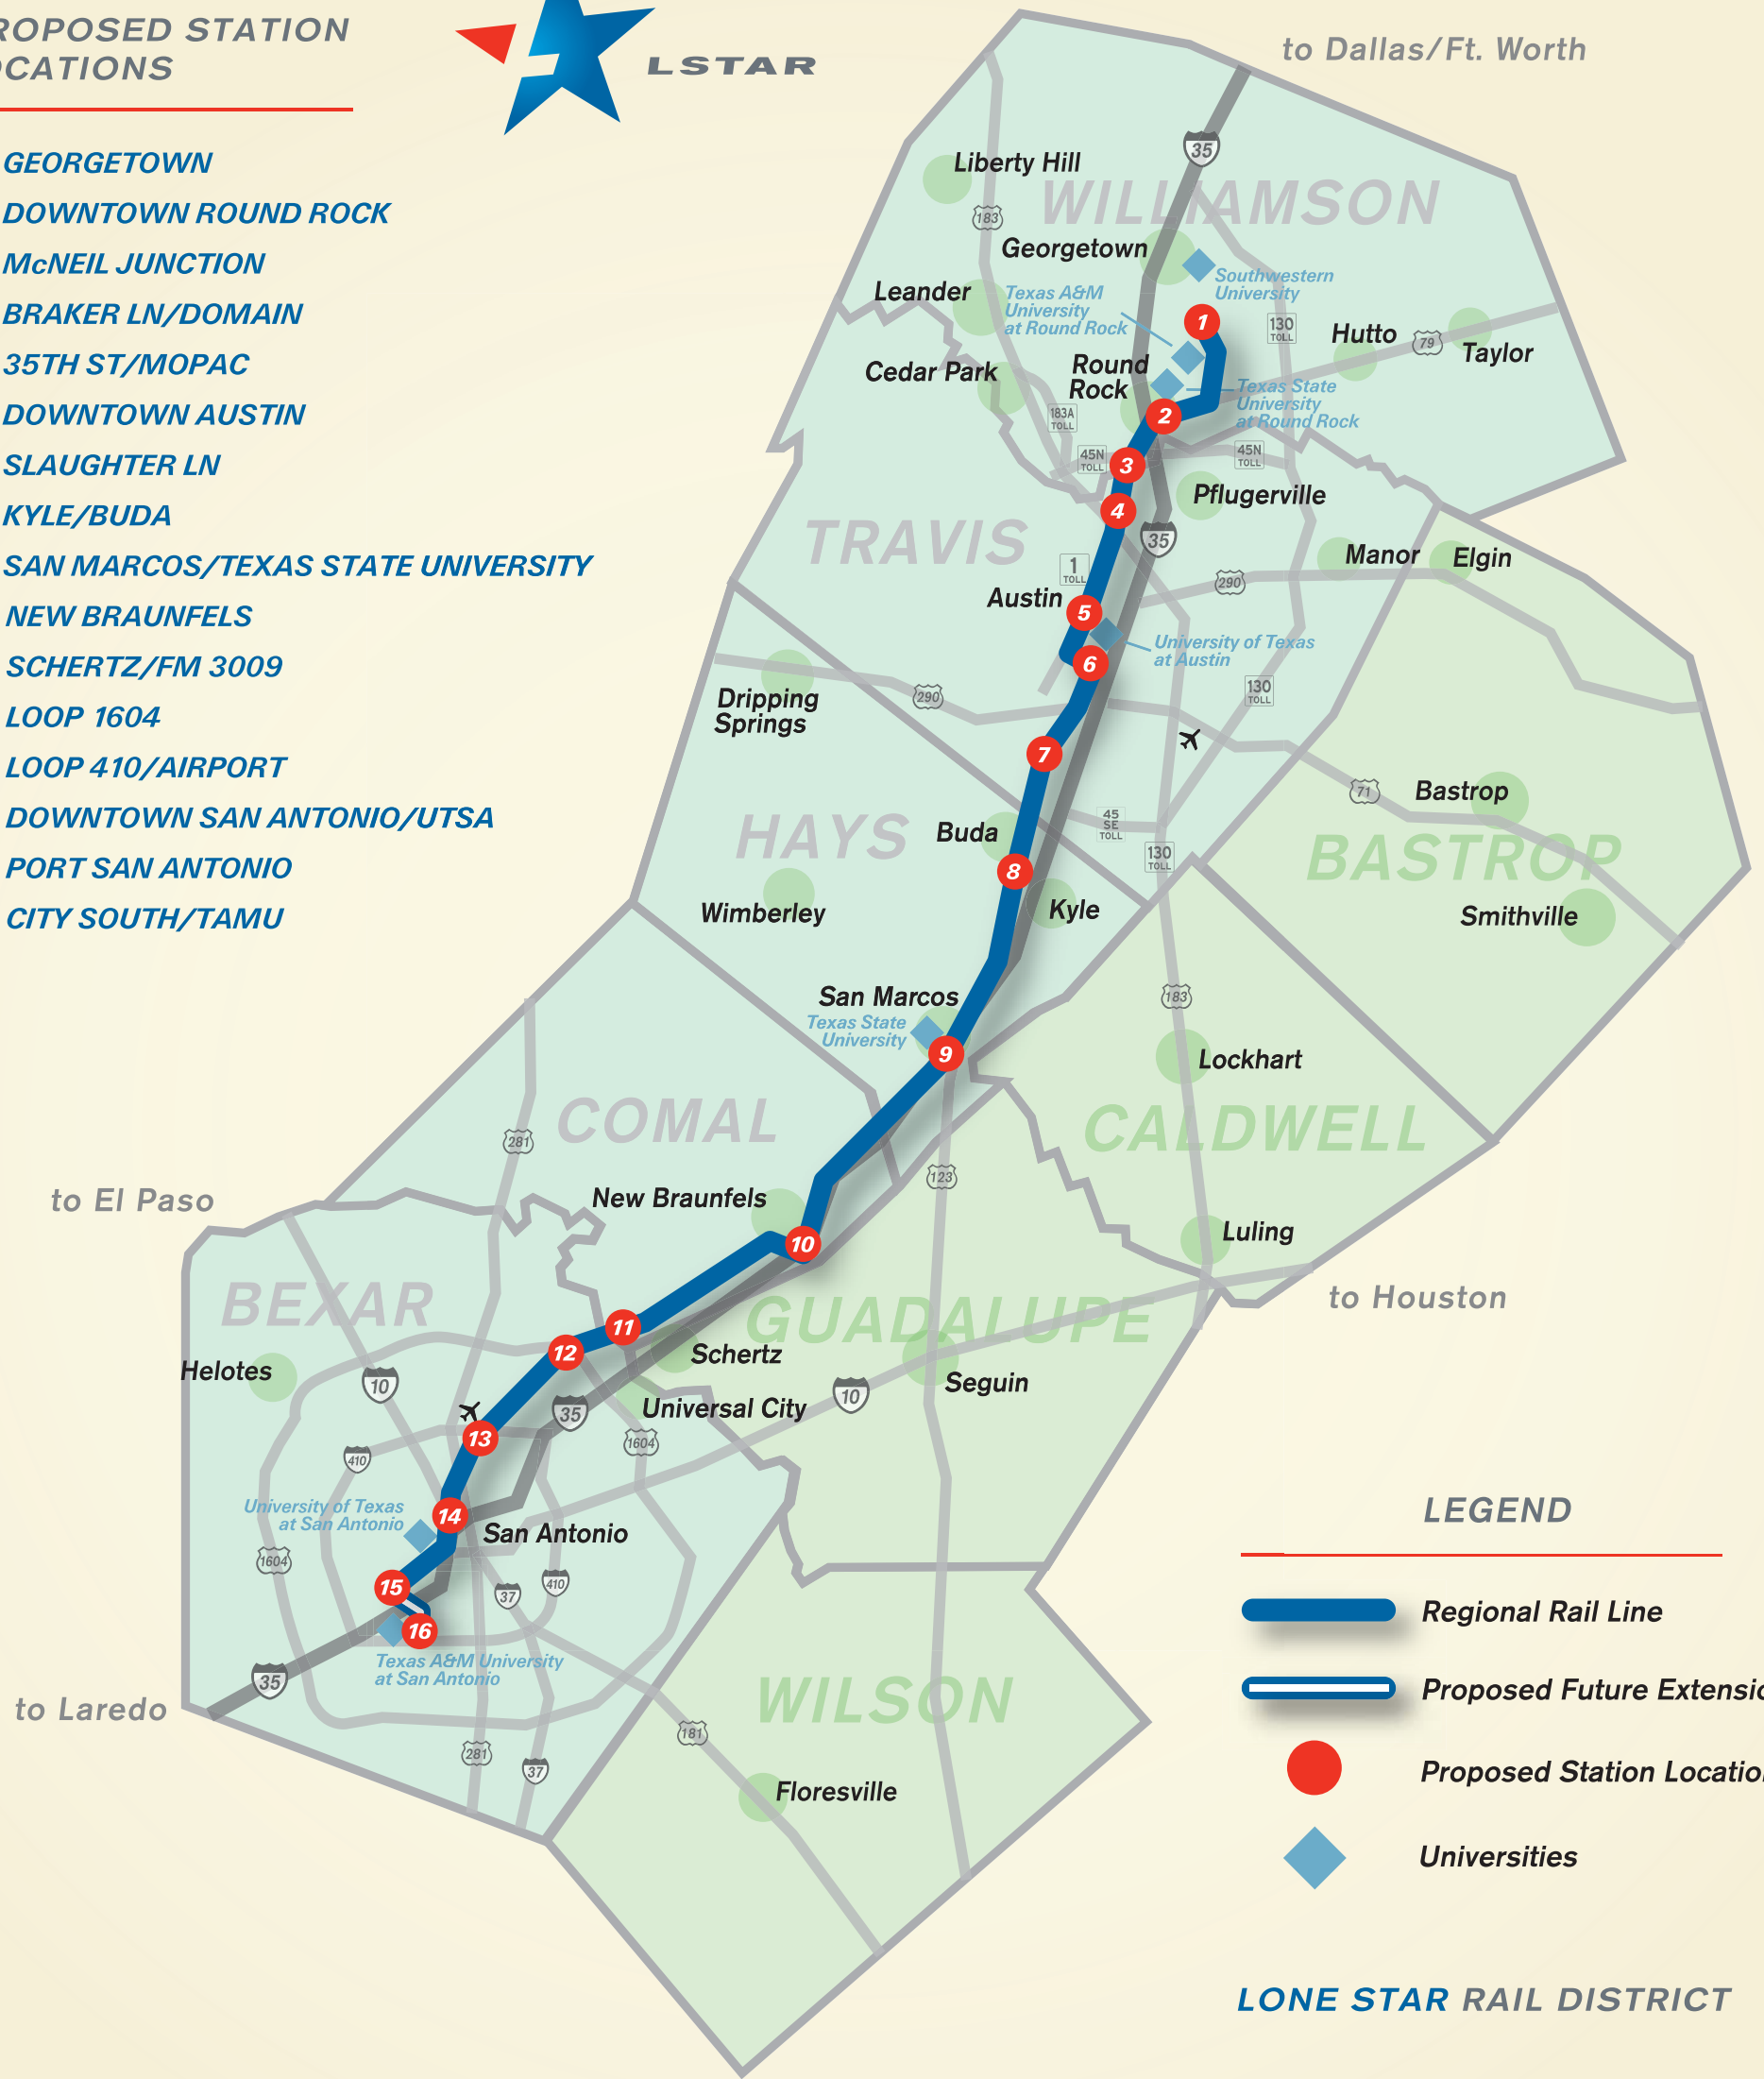 ROPOSED STATION
OCATIONS
LSTAR
GEORGETOWN
DOWNTOWN ROUND ROCK
McNEIL JUNCTION
BRAKER LN/DOMAIN
35TH ST/MOPAC
DOWNTOWN AUSTIN
SLAUGHTER LN
KYLE/BUDA
SAN MARCOS/TEXAS STATE UNIVERSITY
NEW BRAUNFELS
SCHERTZ/FM 3009
LOOP 1604
LOOP 410/AIRPORT
DOWNTOWN SAN ANTONIO/UTSA
PORT SAN ANTONIO
CITY SOUTH/TAMU
to Dallas/Ft. Worth
35
Liberty Hill
WILLIAMSON
183
Georgetown
Southwestern
University
Leander
Texas A&M
University
at Round Rock
1
130
TOLL
Hutto
79
Taylor
Cedar Park
Round
Rock
Texas State
University
at Round Rock
183A
TOLL
2
45N
TOLL
3
45N
TOLL
Pflugerville
4
TRAVIS
35
1
TOLL
Manor
Elgin
290
Austin
5
University of Texas
at Austin
6
Dripping
Springs
290
130
TOLL
7
71
Bastrop
HAYS
Buda
45
SE
TOLL
130
TOLL
BASTROP
8
Wimberley
Kyle
Smithville
San Marcos
183
Texas State
University
9
Lockhart
COMAL
281
CALDWELL
123
to El Paso
New Braunfels
10
Luling
BEXAR
to Houston
GUADALUPE
11
12
Schertz
Helotes
10
Seguin
10
35
Universal City
13
1604
410
University of Texas
at San Antonio
14
San Antonio
1604
15
37
410
16
Texas A&M University
at San Antonio
35
to Laredo
WILSON
181
281
37
Floresville
LEGEND
Regional Rail Line
Proposed Future Extensio
Proposed Station Location
Universities
LONE STAR RAIL DISTRICT